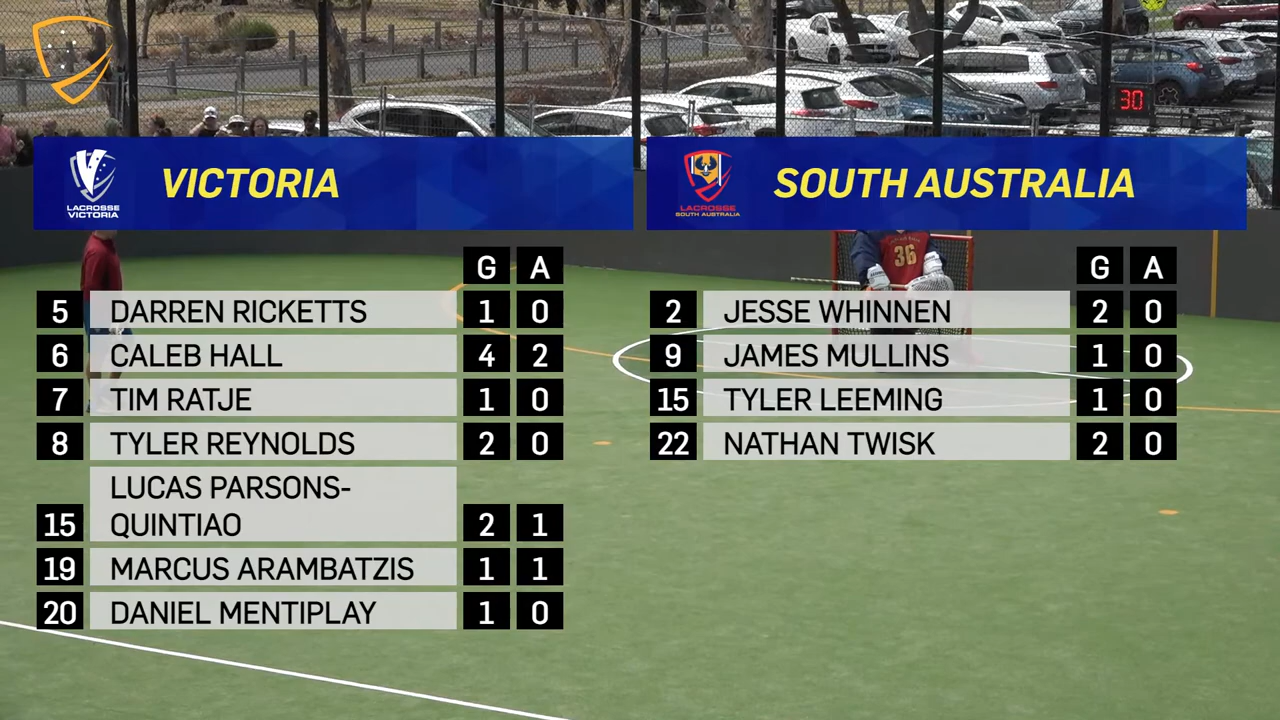 30
LACROSSE
VICTORIA
VICTORIA
LACROSSE
SOUTH AUSTRALIA
SOUTH AUSTRALIA
36
G A
5 DARREN RICKETTS 1 0
6 CALEB HALL 4 2
7 TIM RATJE 1 0
8 TYLER REYNOLDS 2 0
LUCAS PARSONS-
15 QUINTIAO 2 1
19 MARCUS ARAMBATZIS 1 1
20 DANIEL MENTIPLAY 1 0
G A
2 JESSE WHINNEN 2 0
9 JAMES MULLINS 1 0
15 TYLER LEEMING 1 0
22 NATHAN TWISK 2 0